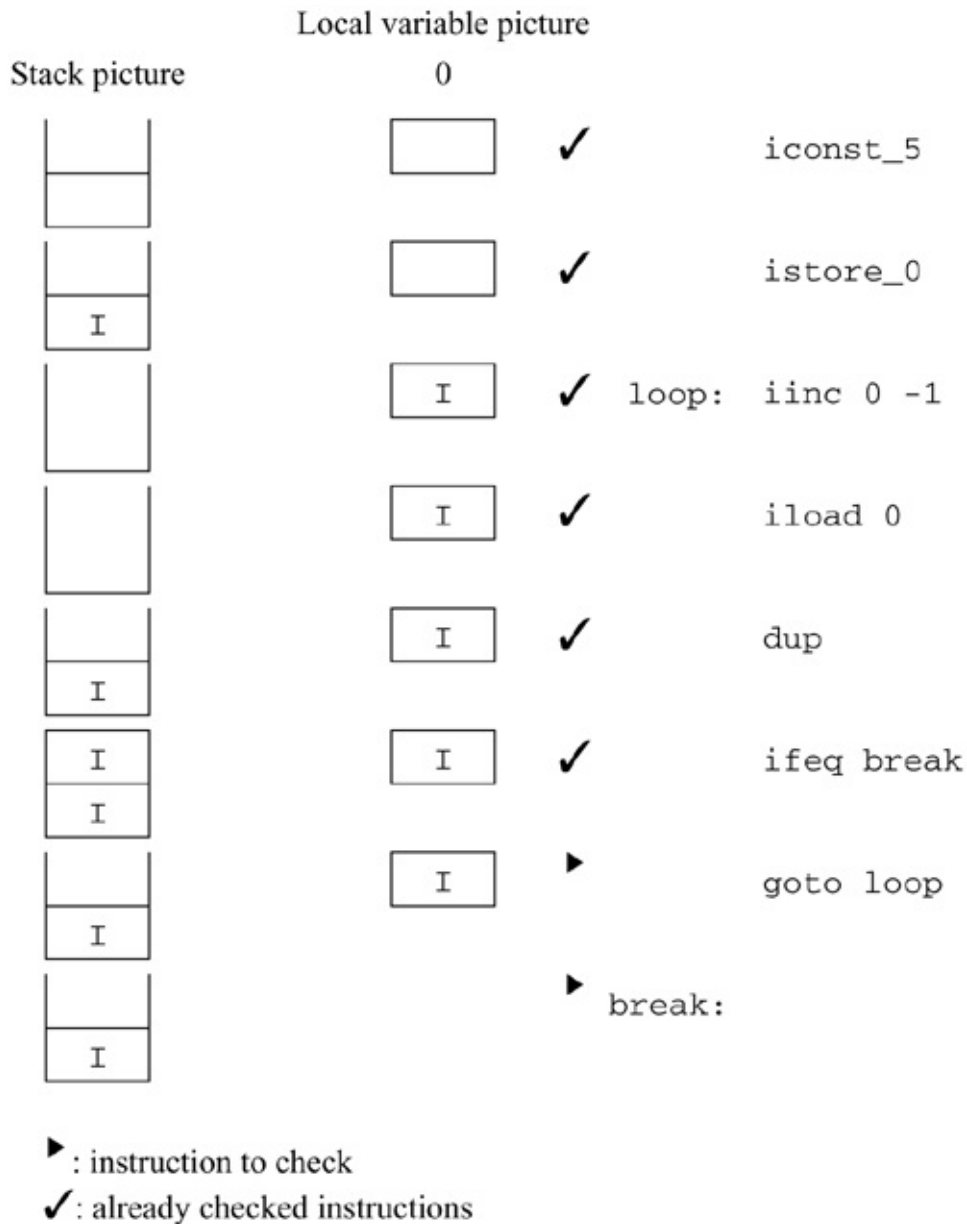 Local variable picture
Stack picture 0
✓ iconst_5
✓ istore_0
I
I ✓ loop: iinc 0 -1
I ✓ iload 0
I ✓ dup
I
I I ✓ ifeq break
I
I ▶ goto loop
I
▶ break:
I
▶: instruction to check
✓: already checked instructions